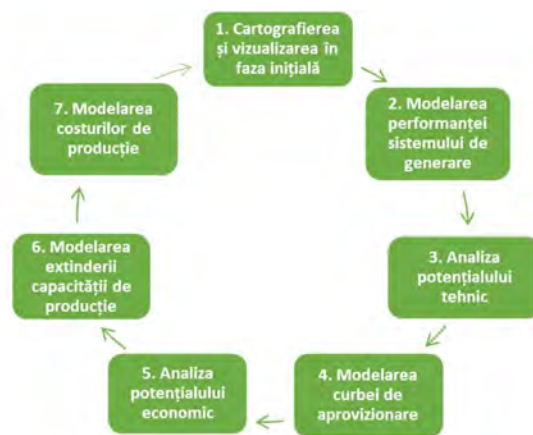 1. Cartografierea
și vizualizarea în
faza inițială
2. Modelarea
performanței
sistemului de
generare
3. Analiza
potențialului
tehnic
4. Modelarea
curbei de
aprovizionare
5. Analiza
potențialului
economic
6. Modelarea
extinderii
capacității de
producție
7. Modelarea
costurilor de
producție